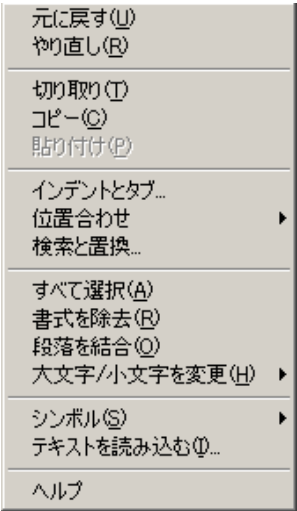 元に戻す(U)
やり直し(R)
切り取り(T)
コピー(C)
貼り付け(P)
インデントとタブ...
位置合わせ
検索と置換...
すべて選択(A)
書式を除去(R)
段落を結合(O)
大文字/小文字を変更(H)
シンボル(S)
テキストを読み込む(I)...
ヘルプ